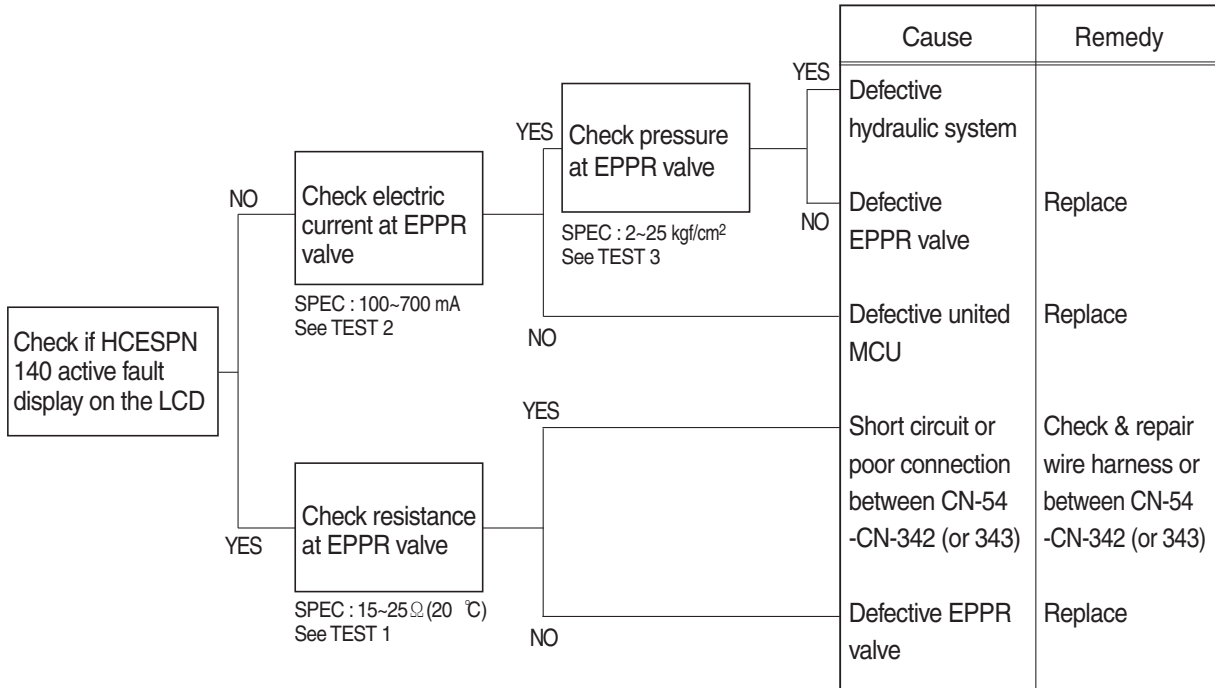 Cause
Remedy
YES
Defective
hydraulic system
YES
Check pressure
at EPPR valve
NO
Defective
EPPR valve
Replace
SPEC : 2~25 kgf/cm²
See TEST 3
NO
Check electric
current at EPPR
valve
SPEC : 100~700 mA
See TEST 2
NO
Defective united
MCU
Replace
Check if HCESPN
140 active fault
display on the LCD
YES
Short circuit or
poor connection
between CN-54
-CN-342 (or 343)
Check & repair
wire harness or
between CN-54
-CN-342 (or 343)
YES
Check resistance
at EPPR valve
SPEC : 15~25Ω(20 ℃)
See TEST 1
NO
Defective EPPR
valve
Replace